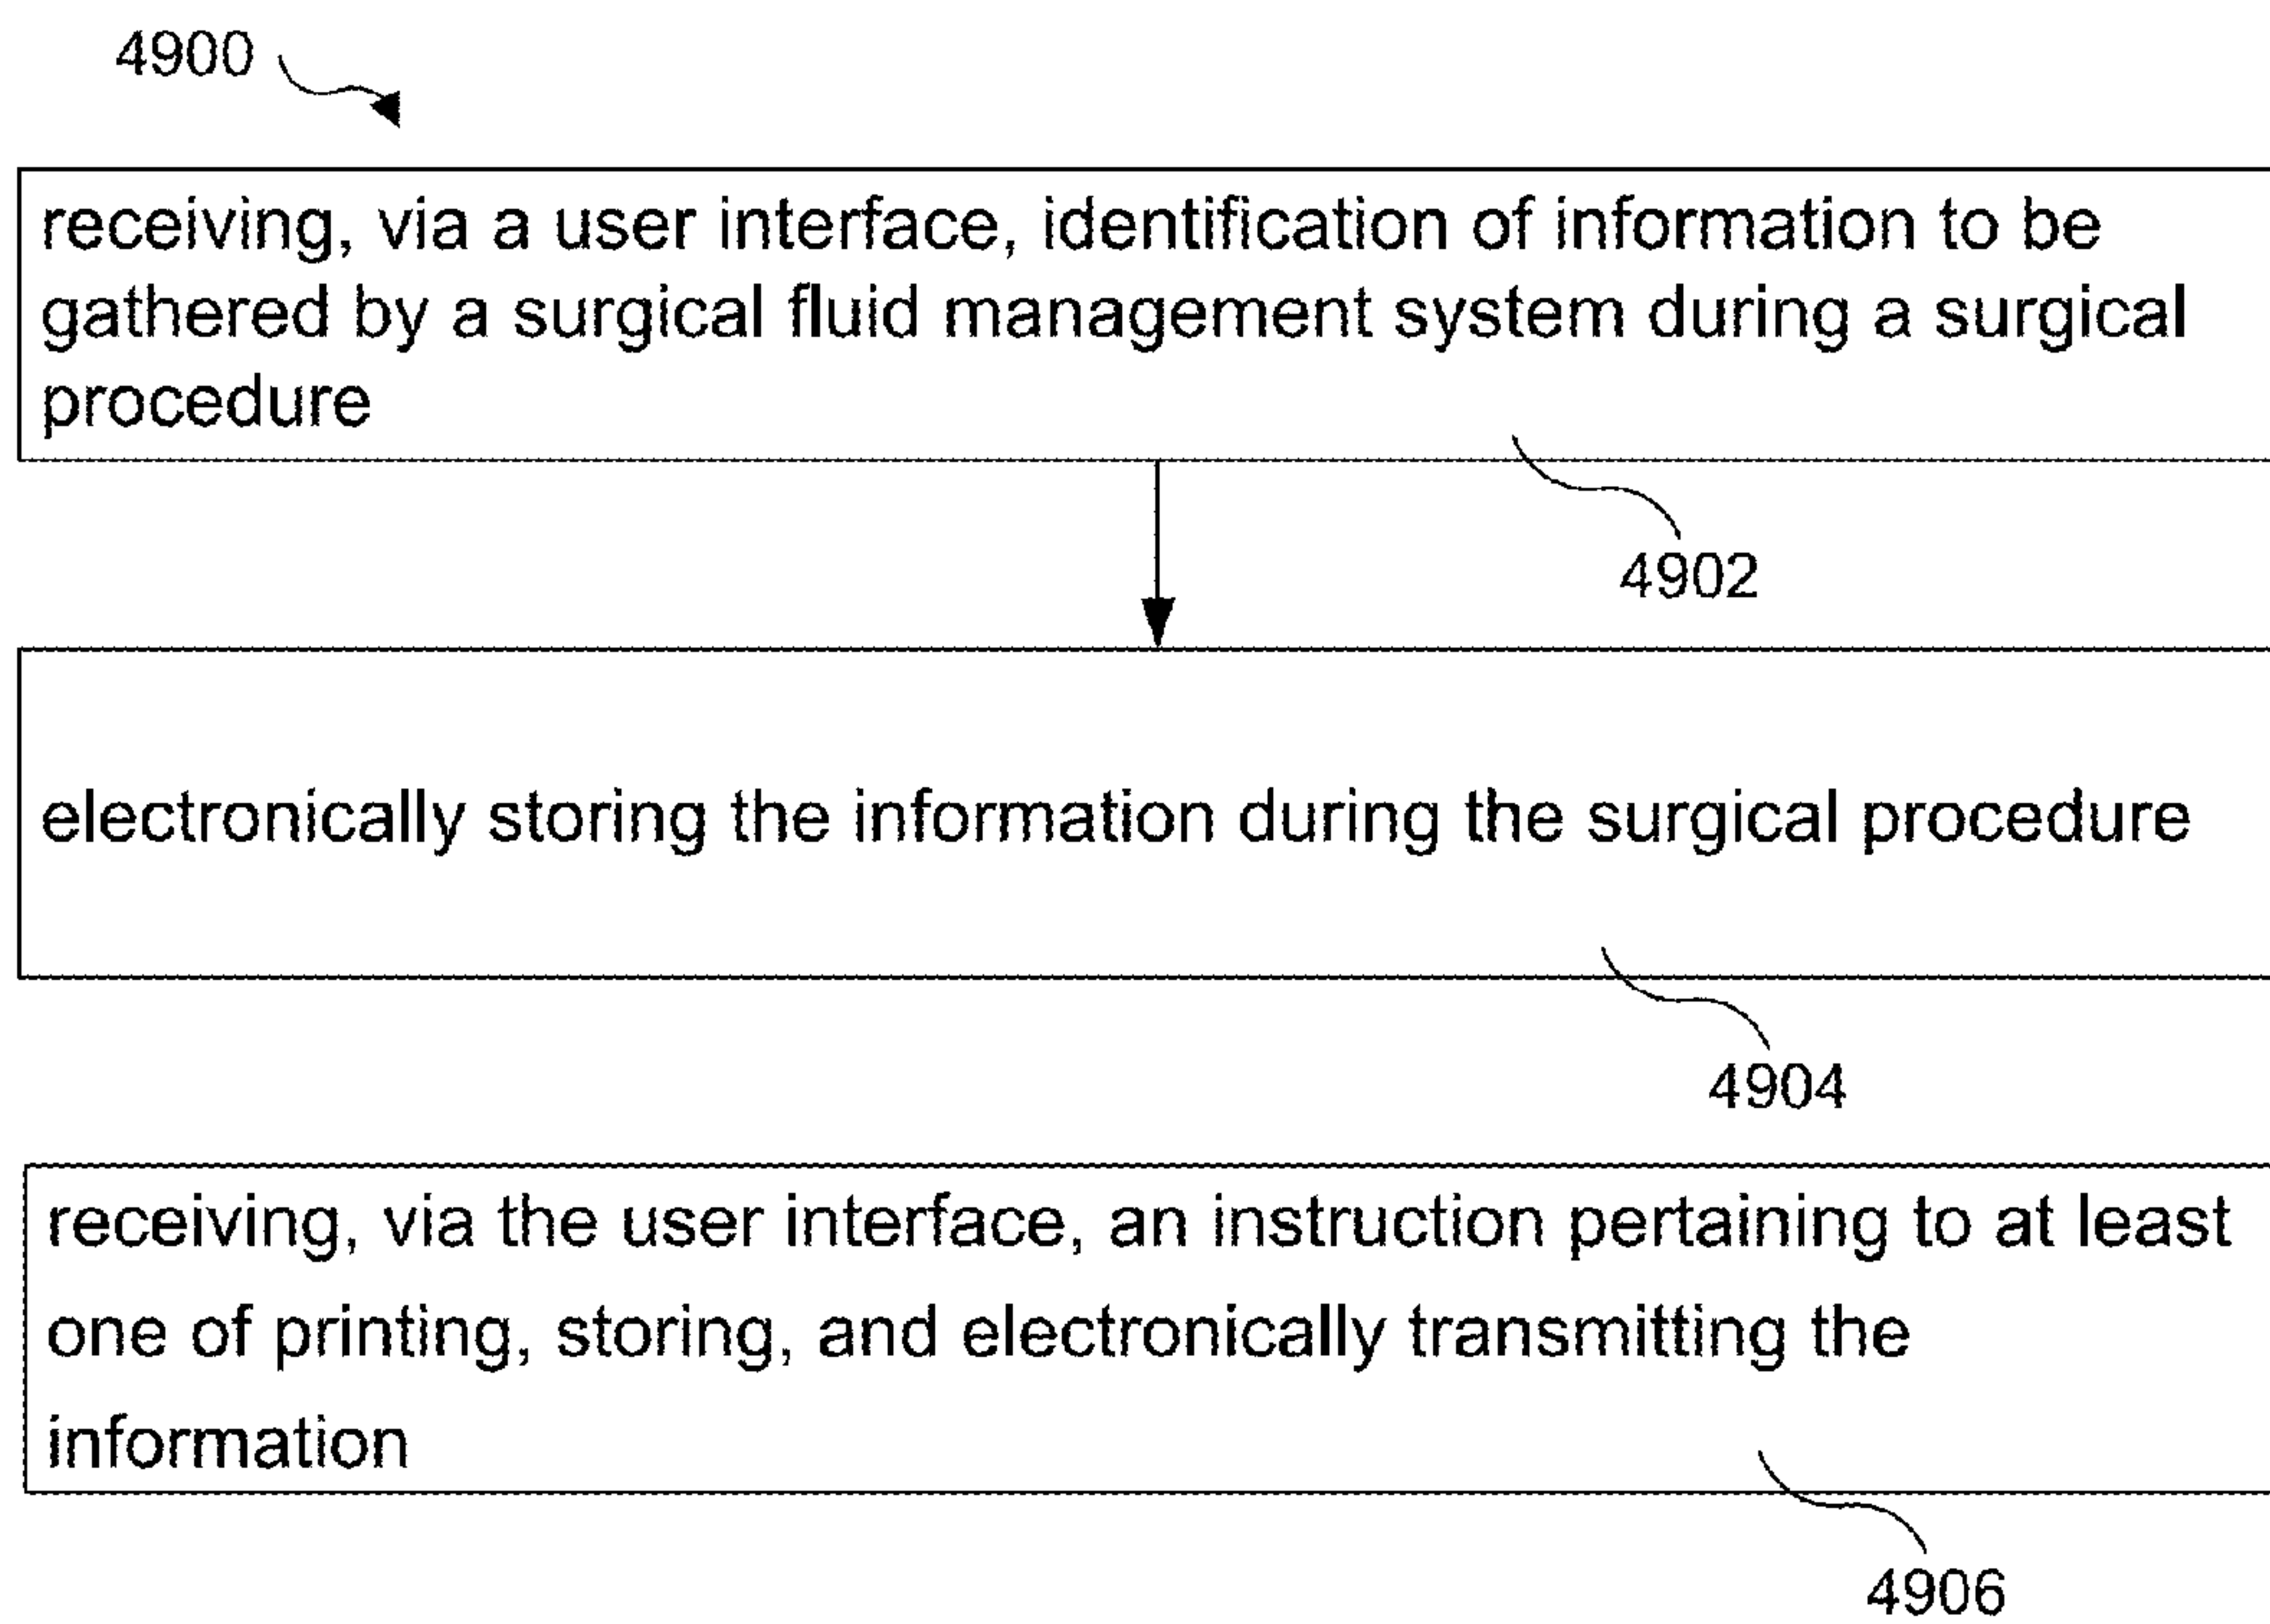 4900
receiving, via a user interface, identification of information to be
gathered by a surgical fluid management system during a surgical
procedure
4902
electronically storing the information during the surgical procedure
4904
receiving, via the user interface, an instruction pertaining to at least
one of printing, storing, and electronically transmitting the
information
4906